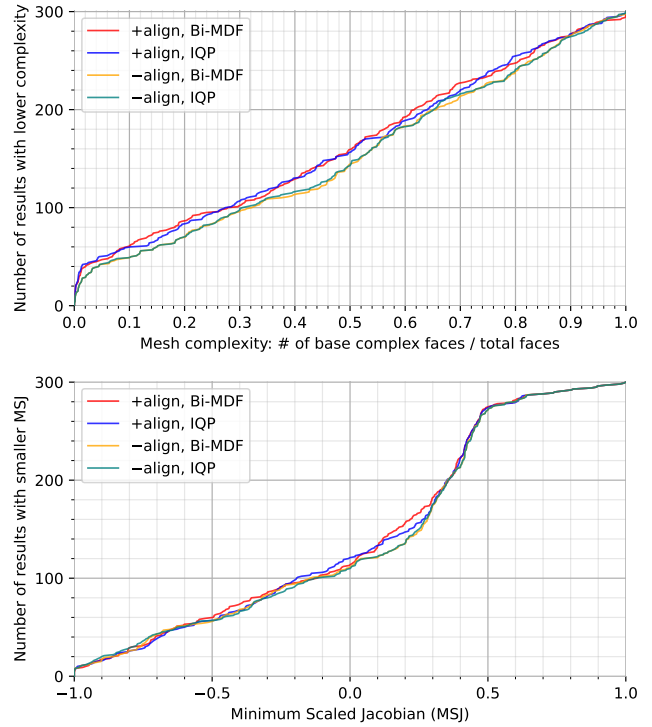 Number of results with lower complexity
300
200
100
0
+align, Bi-MDF
+align, IQP
−align, Bi-MDF
−align, IQP
0.0 0.1 0.2 0.3 0.4 0.5 0.6 0.7 0.8 0.9 1.0
Mesh complexity: # of base complex faces / total faces
Number of results with smaller MSJ
300
200
100
0
+align, Bi-MDF
+align, IQP
−align, Bi-MDF
−align, IQP
−1.0 −0.5 0.0 0.5 1.0
Minimum Scaled Jacobian (MSJ)